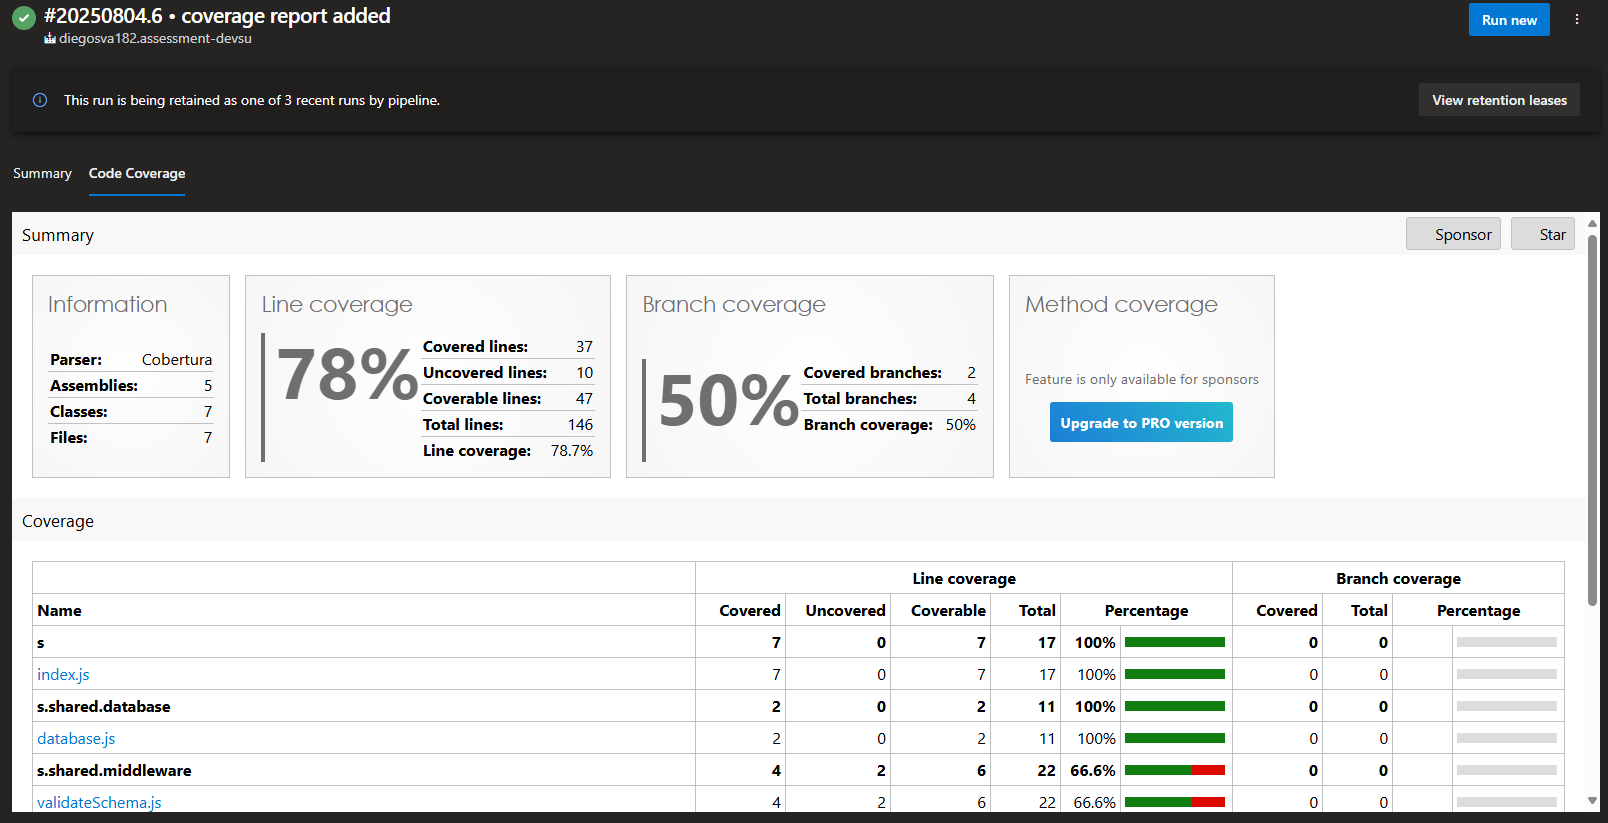 #20250804.6 • coverage report added
diegosva182.assessment-devsu
Run new
This run is being retained as one of 3 recent runs by pipeline.
View retention leases
Summary
Code Coverage
Summary
Sponsor
Star
Information
Parser: Cobertura
Assemblies: 5
Classes: 7
Files: 7
Line coverage
78%
Covered lines: 37
Uncovered lines: 10
Coverable lines: 47
Total lines: 146
Line coverage: 78.7%
Branch coverage
50%
Covered branches: 2
Total branches: 4
Branch coverage: 50%
Method coverage
Feature is only available for sponsors
Upgrade to PRO version
Coverage
Line coverage Branch coverage
Name Covered Uncovered Coverable Total Percentage Covered Total Percentage
s 7 0 7 17 100% 0 0
index.js 7 0 7 17 100% 0 0
s.shared.database 2 0 2 11 100% 0 0
database.js 2 0 2 11 100% 0 0
s.shared.middleware 4 2 6 22 66.6% 0 0
validateSchema.js 4 2 6 22 66.6% 0 0